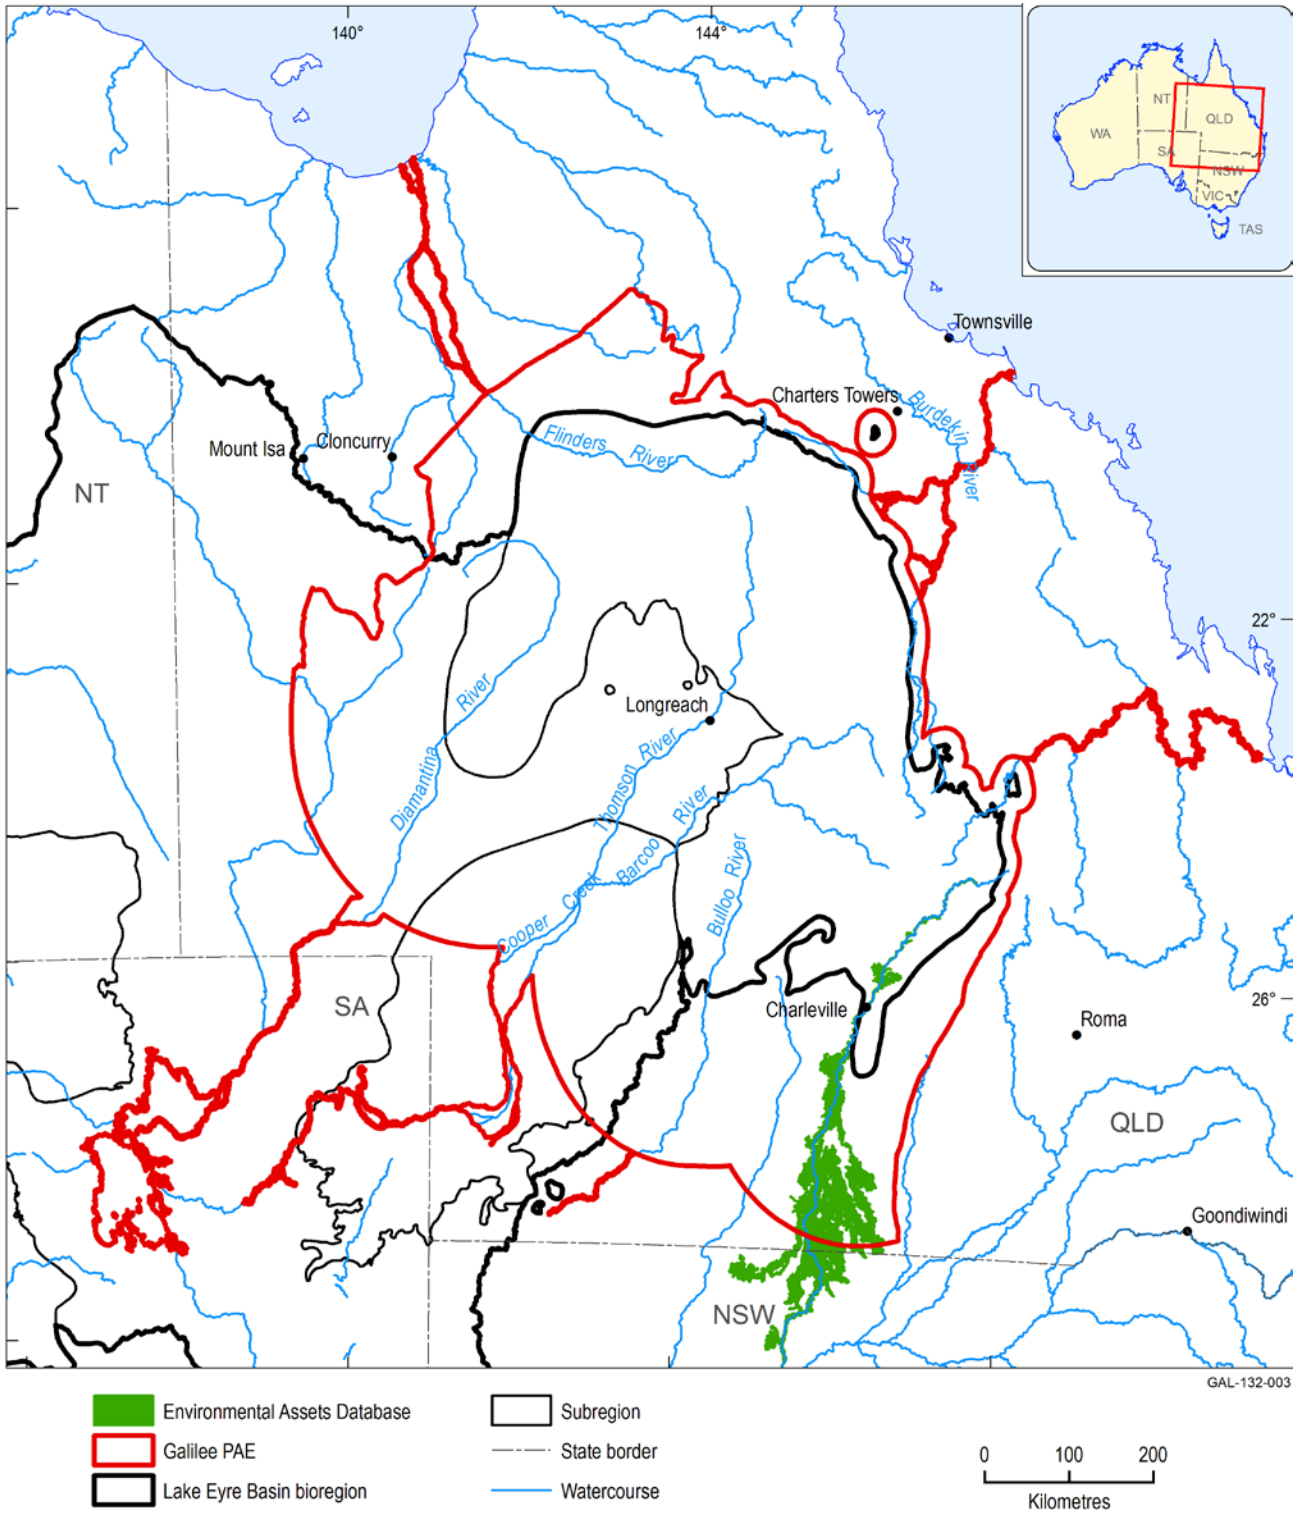 140°
144°
NT
QLD
WA
SA
NSW
VIC
TAS
Townsville
Charters Towers
Burdekin River
Mount Isa
Cloncurry
Flinders River
NT
22°
Longreach
Diamantina River
Thomson River
Barcoo River
Cooper Creek
Bulloo River
SA
Charleville
26°
Roma
QLD
Goondiwindi
NSW
GAL-132-003
Environmental Assets Database
Subregion
Galilee PAE
State border
Lake Eyre Basin bioregion
Watercourse
0 100 200
Kilometres